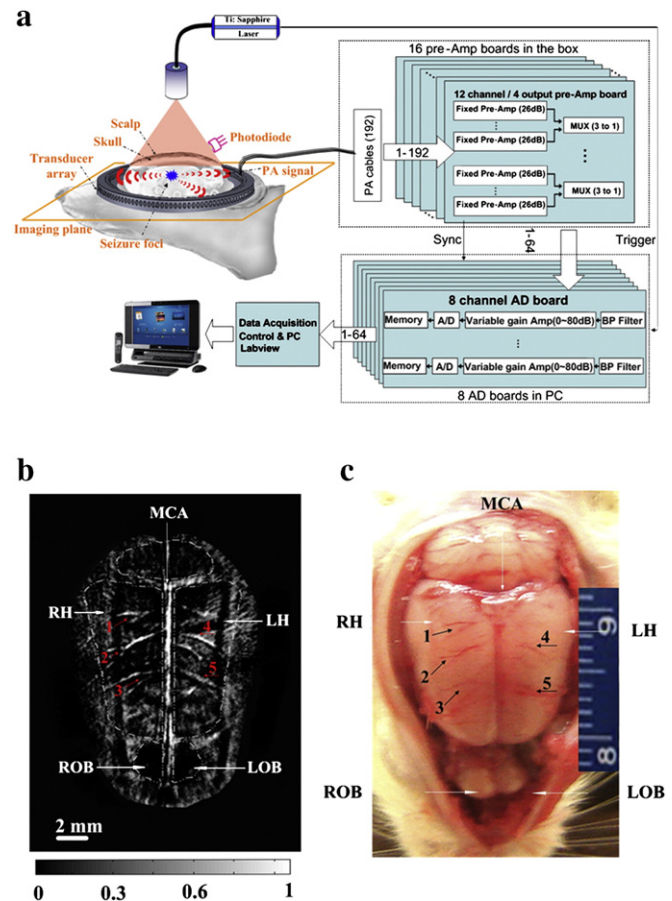 a
Ti: Sapphire
Laser
16 pre-Amp boards in the box
12 channel / 4 output pre-Amp board
Fixed Pre-Amp (26dB)
Fixed Pre-Amp (26dB)
MUX (3 to 1)
Fixed Pre-Amp (26dB)
Fixed Pre-Amp (26dB)
MUX (3 to 1)
PA cables (192)
1-192
Scalp
Skull
Photodiode
Transducer
array
PA signal
Imaging plane
Seizure foci
Sync
1-64
Trigger
8 channel AD board
Memory
A/D
Variable gain Amp(0~80dB)
BP Filter
Memory
A/D
Variable gain Amp(0~80dB)
BP Filter
8 AD boards in PC
1-64
Data Acquisition
Control & PC
Labview
b
MCA
RH
LH
1
2
3
4
5
ROB
LOB
2 mm
0
0.3
0.6
1
c
MCA
RH
LH
1
2
3
4
5
9
8
ROB
LOB